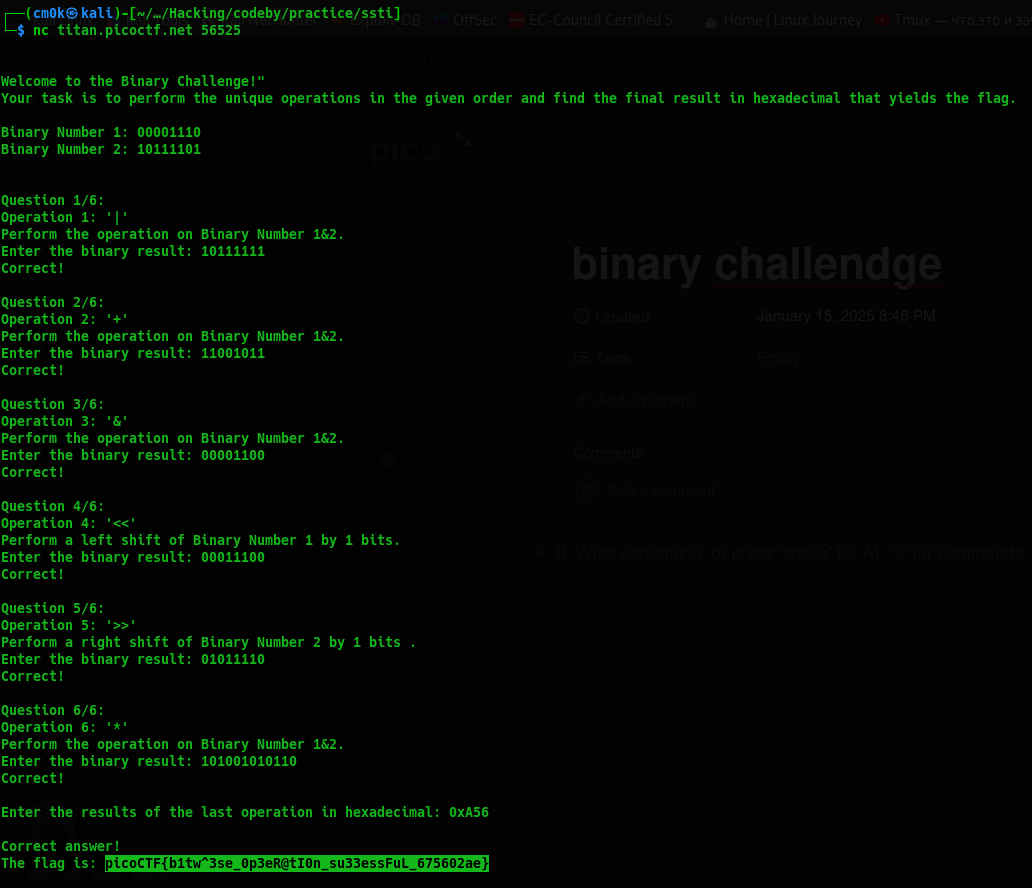 ┌──(cm0k㉿kali)-[~/…/Hacking/codeby/practice/ssti]
└─$ nc titan.picoctf.net 56525
DB OffSec EC-Council Certified S… Home | Linux Journey Tmux — что это и за
Welcome to the Binary Challenge!"
Your task is to perform the unique operations in the given order and find the final result in hexadecimal that yields the flag.
Binary Number 1: 00001110
Binary Number 2: 10111101
pico
Question 1/6:
Operation 1: '|'
Perform the operation on Binary Number 1&2.
Enter the binary result: 10111111
Correct!
binary challendge
Question 2/6:
Operation 2: '+'
Perform the operation on Binary Number 1&2.
Enter the binary result: 11001011
Correct!
Created January 15, 2025 8:46 PM
Tags Empty
Add a property
Question 3/6:
Operation 3: '&'
Perform the operation on Binary Number 1&2.
Enter the binary result: 00001100
Correct!
Comments
C Add a comment…
Question 4/6:
Operation 4: '<<'
Perform a left shift of Binary Number 1 by 1 bits.
Enter the binary result: 00011100
Correct!
Write something, or press 'space' for AI, '/' for commands…
Question 5/6:
Operation 5: '>>'
Perform a right shift of Binary Number 2 by 1 bits .
Enter the binary result: 01011110
Correct!
Question 6/6:
Operation 6: '*'
Perform the operation on Binary Number 1&2.
Enter the binary result: 101001010110
Correct!
Enter the results of the last operation in hexadecimal: 0xA56
Correct answer!
The flag is: picoCTF{b1tw^3se_0p3eR@tI0n_su33essFuL_675602ae}